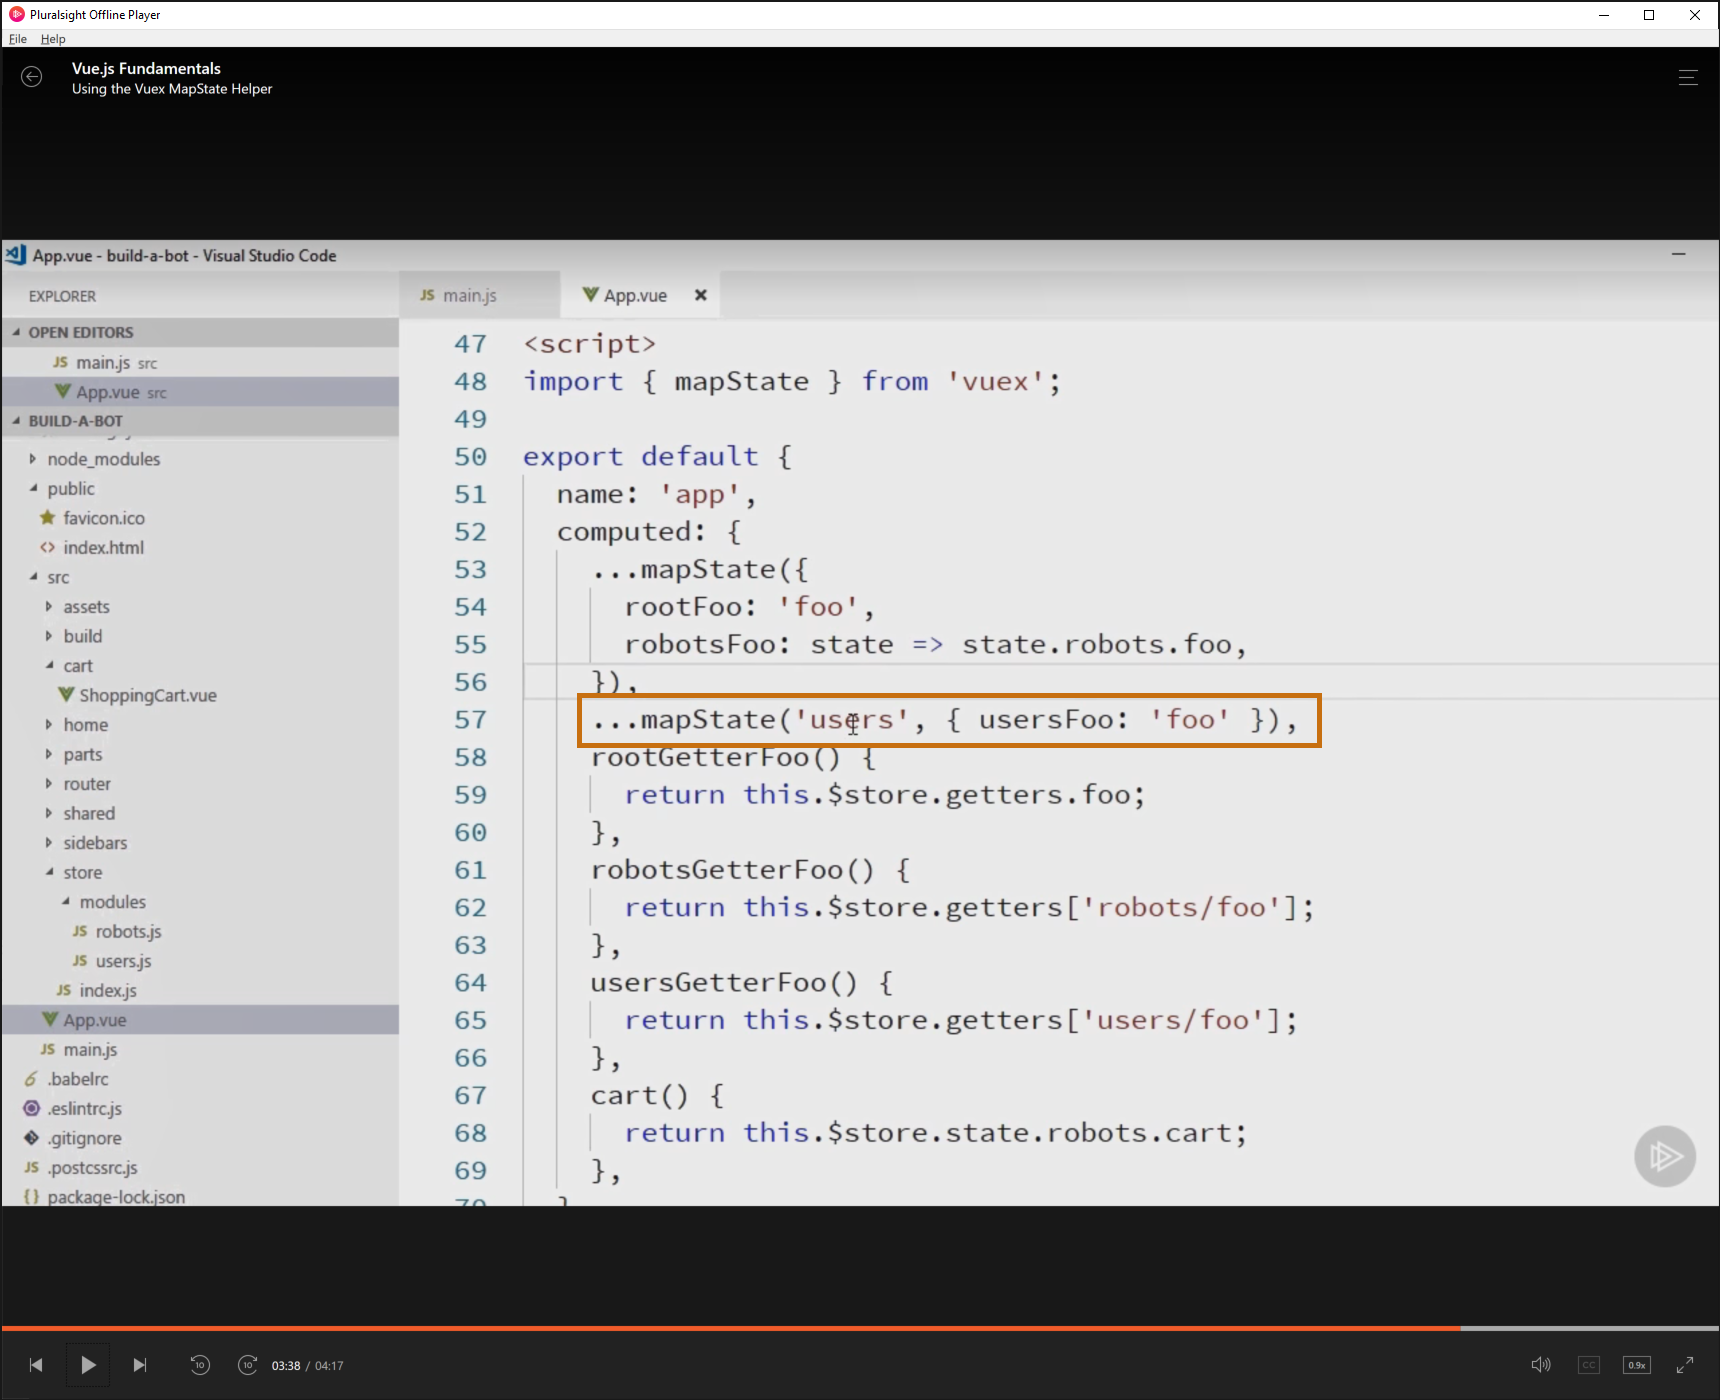 Pluralsight Offline Player
File Help
Vue.js Fundamentals
Using the Vuex MapState Helper
App.vue - build-a-bot - Visual Studio Code
EXPLORER
OPEN EDITORS
JS main.js src
App.vue src
BUILD-A-BOT
node_modules
public
favicon.ico
<> index.html
src
assets
build
cart
ShoppingCart.vue
home
parts
router
shared
sidebars
store
modules
JS robots.js
JS users.js
JS index.js
App.vue
JS main.js
.babelrc
.eslintrc.js
.gitignore
JS .postcssrc.js
{} package-lock.json
JS main.js
App.vue
47 <script>
48 import { mapState } from 'vuex';
49
50 export default {
51 name: 'app',
52 computed: {
53 ...mapState({
54 rootFoo: 'foo',
55 robotsFoo: state => state.robots.foo,
56 }),
57 ...mapState('users', { usersFoo: 'foo' }),
58 rootGetterFoo() {
59 return this.$store.getters.foo;
60 },
61 robotsGetterFoo() {
62 return this.$store.getters['robots/foo'];
63 },
64 usersGetterFoo() {
65 return this.$store.getters['users/foo'];
66 },
67 cart() {
68 return this.$store.state.robots.cart;
69 },
10
10
03:38 / 04:17
CC
0.9x